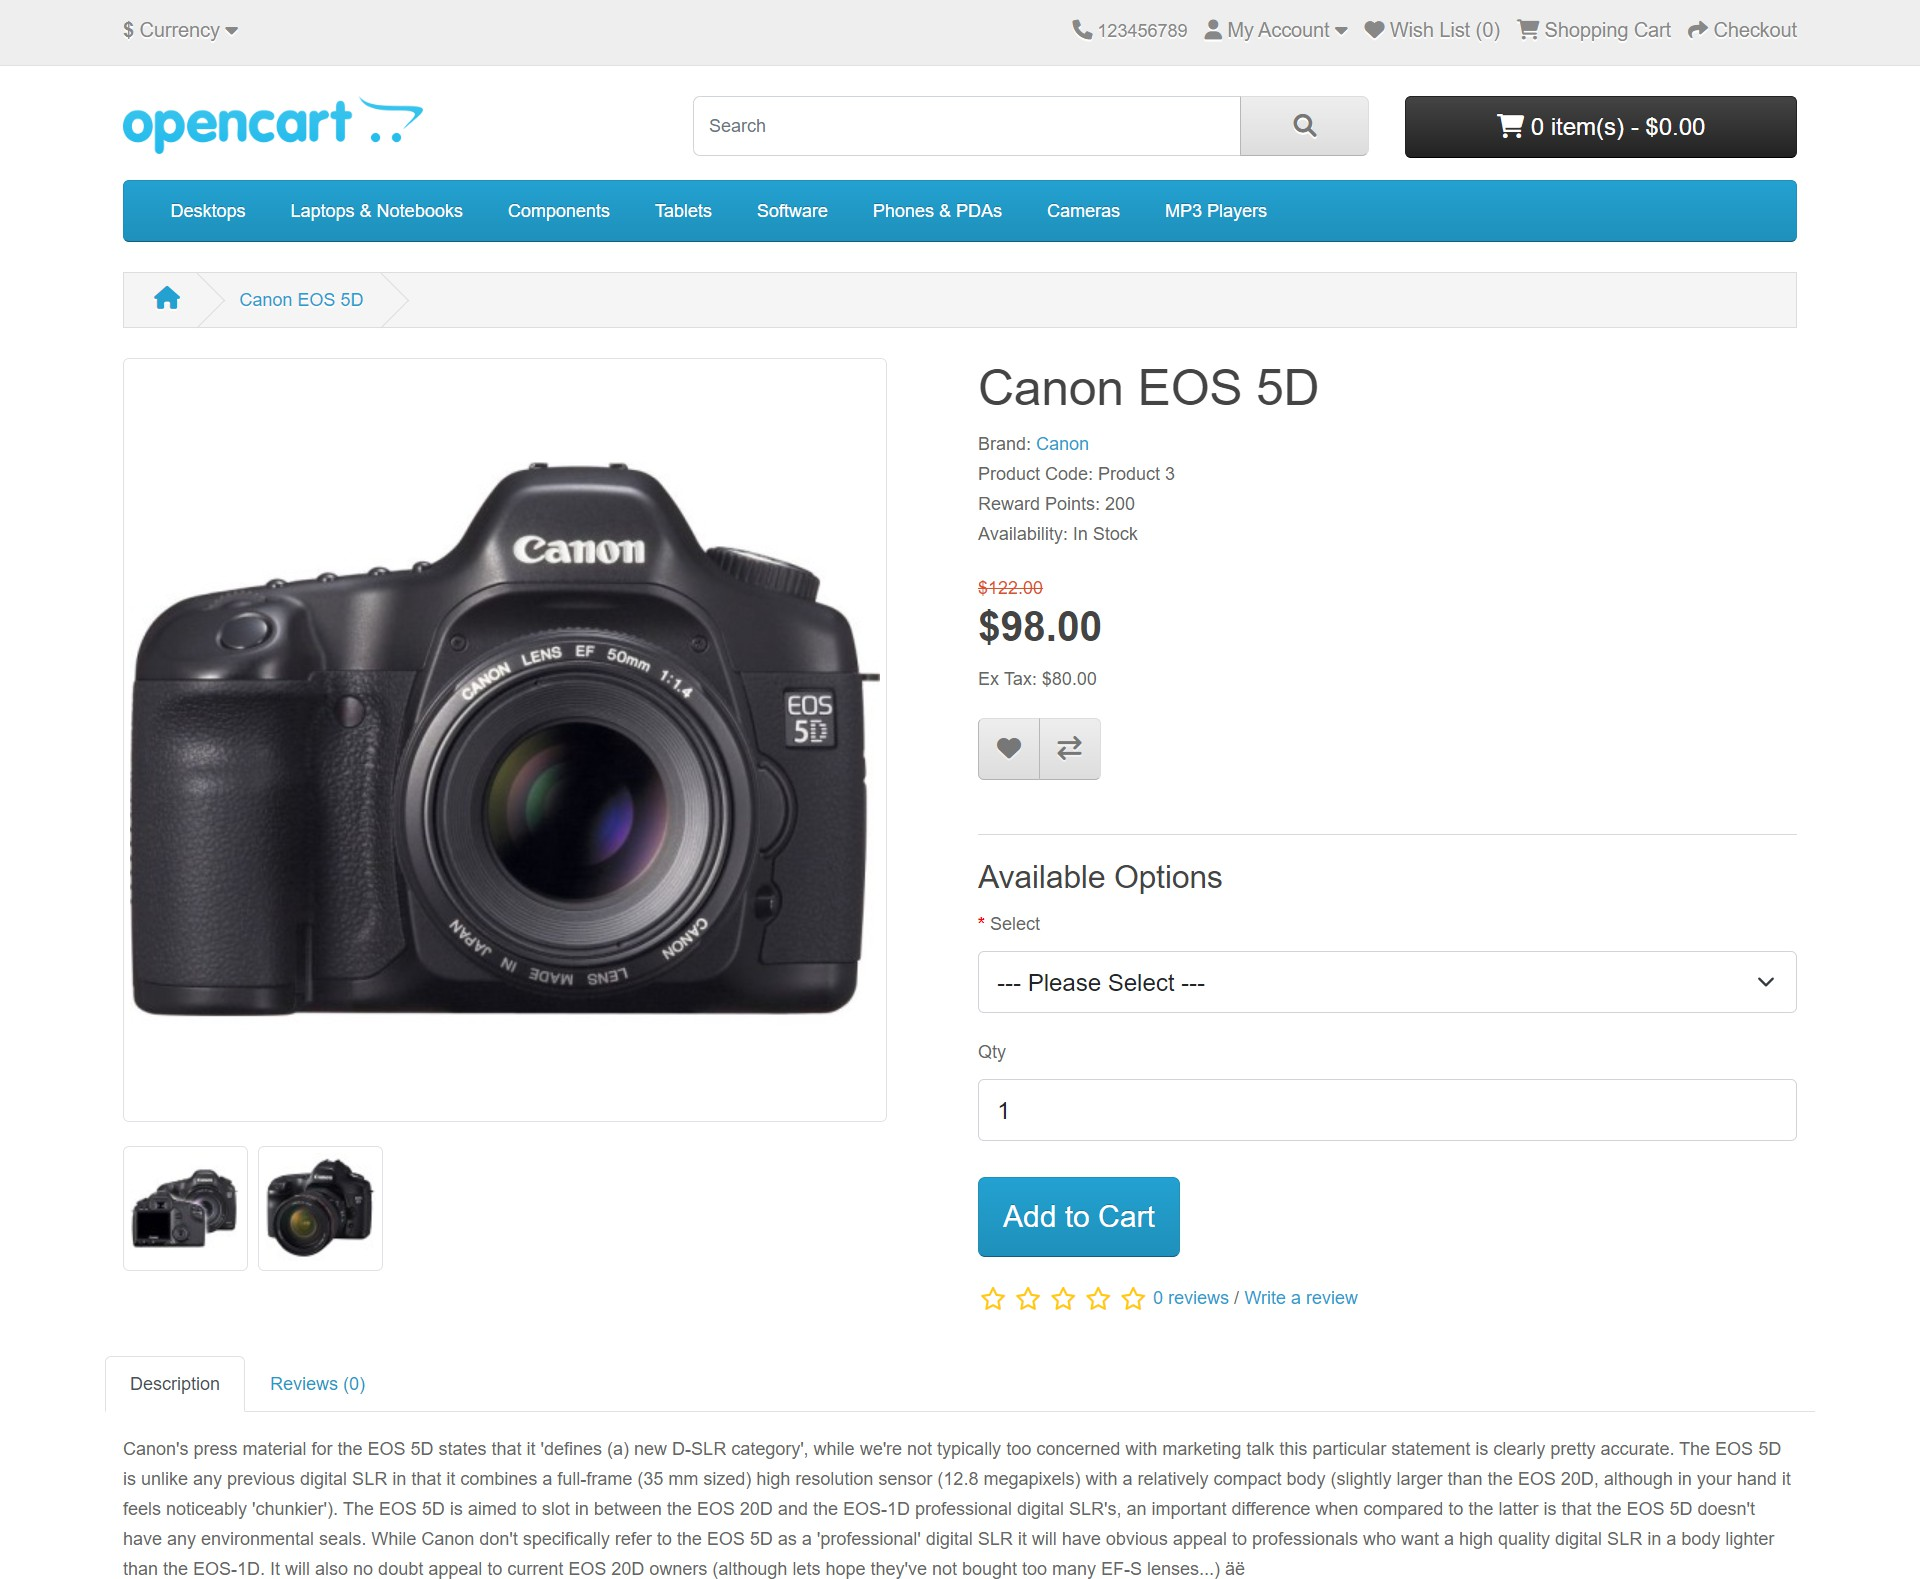 $ Currency
123456789 My Account Wish List (0) Shopping Cart Checkout
opencart
Search
0 item(s) - $0.00
Desktops Laptops & Notebooks Components Tablets Software Phones & PDAs Cameras MP3 Players
Canon EOS 5D
Canon
CANON LENS EF 50mm 1:1.4
EOS
5D
CANON LENS MADE IN JAPAN
Canon EOS 5D
Brand: Canon
Product Code: Product 3
Reward Points: 200
Availability: In Stock
$122.00
$98.00
Ex Tax: $80.00
Available Options
* Select
--- Please Select ---
Qty
1
Add to Cart
0 reviews / Write a review
Description Reviews (0)
Canon's press material for the EOS 5D states that it 'defines (a) new D-SLR category', while we're not typically too concerned with marketing talk this particular statement is clearly pretty accurate. The EOS 5D
is unlike any previous digital SLR in that it combines a full-frame (35 mm sized) high resolution sensor (12.8 megapixels) with a relatively compact body (slightly larger than the EOS 20D, although in your hand it
feels noticeably 'chunkier'). The EOS 5D is aimed to slot in between the EOS 20D and the EOS-1D professional digital SLR's, an important difference when compared to the latter is that the EOS 5D doesn't
have any environmental seals. While Canon don't specifically refer to the EOS 5D as a 'professional' digital SLR it will have obvious appeal to professionals who want a high quality digital SLR in a body lighter
than the EOS-1D. It will also no doubt appeal to current EOS 20D owners (although lets hope they've not bought too many EF-S lenses...) äë